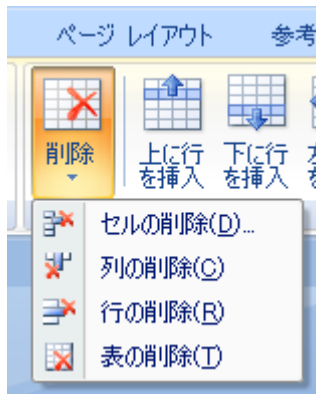 ページ レイアウト 参考
削除 上に行 下に行
を挿入 を挿入
セルの削除(D)...
列の削除(C)
行の削除(R)
表の削除(T)